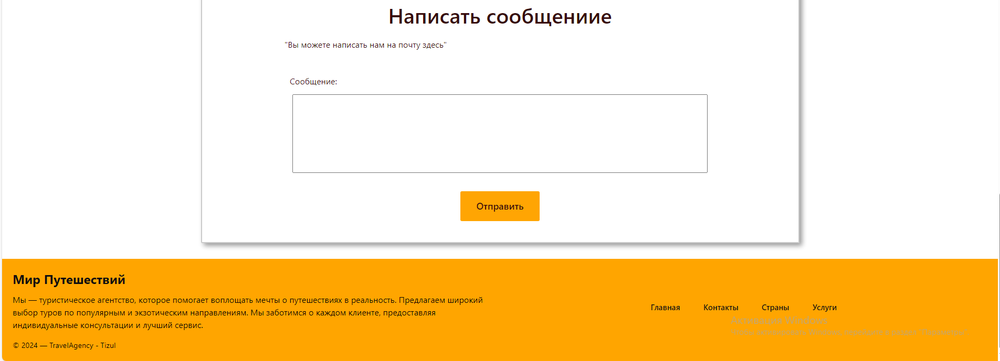 Написать сообщениие
"Вы можете написать нам на почту здесь"
Сообщение:
Отправить
Мир Путешествий
Мы — туристическое агентство, которое помогает воплощать мечты о путешествиях в реальность. Предлагаем широкий
выбор туров по популярным и экзотическим направлениям. Мы заботимся о каждом клиенте, предоставляя
индивидуальные консультации и лучший сервис.
© 2024 — TravelAgency - Tizul
Главная Контакты Страны Услуги
Активация Windows
Чтобы активировать Windows, перейдите в раздел "Параметры".